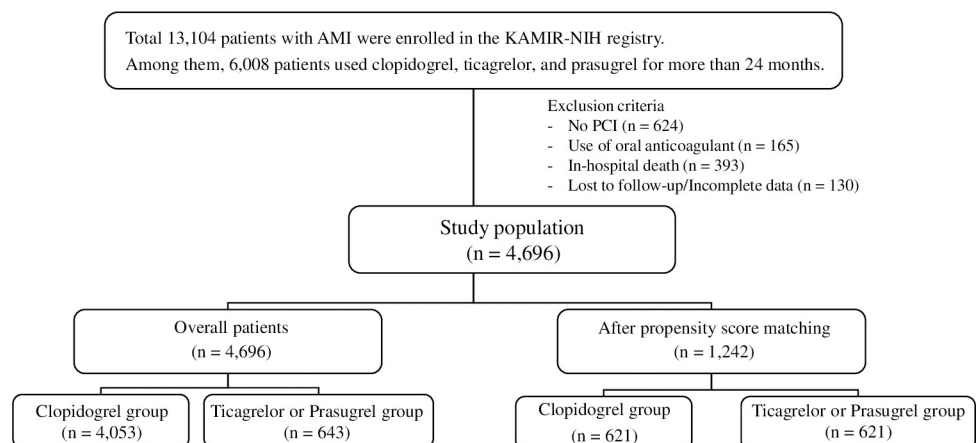 Total 13,104 patients with AMI were enrolled in the KAMIR-NIH registry.
Among them, 6,008 patients used clopidogrel, ticagrelor, and prasugrel for more than 24 months.
Exclusion criteria
- No PCI (n = 624)
- Use of oral anticoagulant (n = 165)
- In-hospital death (n = 393)
- Lost to follow-up/Incomplete data (n = 130)
Study population
(n = 4,696)
Overall patients
(n = 4,696)
After propensity score matching
(n = 1,242)
Clopidogrel group
(n = 4,053)
Ticagrelor or Prasugrel group
(n = 643)
Clopidogrel group
(n = 621)
Ticagrelor or Prasugrel group
(n = 621)